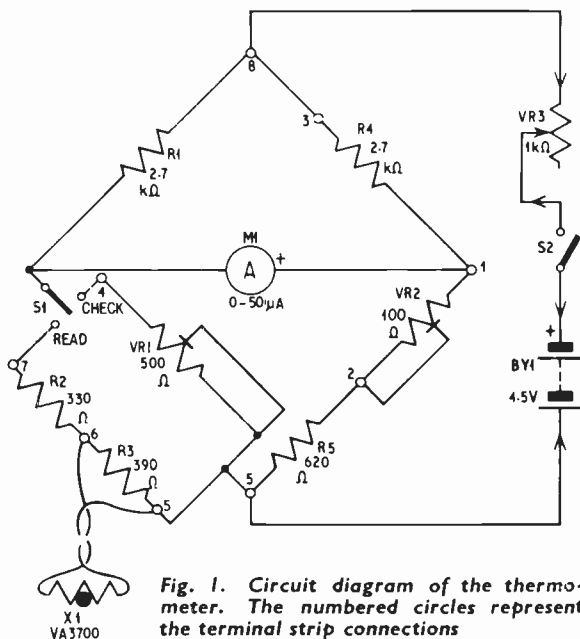 8
3
R1
2.7
kΩ
R4
2.7
kΩ
VR3
1kΩ
M1
A
+
0-50µA
1
S1
4
CHECK
READ
VR1
500
Ω
VR2
100
Ω
2
S2
+
BY1
4.5V
7
R2
330
Ω
6
R3
390
Ω
5
R5
620
Ω
5
X1
VA3700
Fig. 1. Circuit diagram of the thermo-
meter. The numbered circles represent
the terminal strip connections